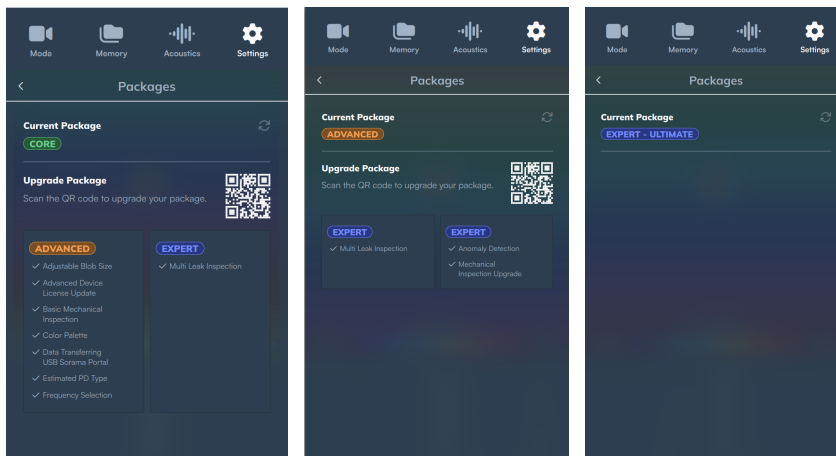 Mode
Memory
Acoustics
Settings
Packages
Current Package
CORE
Upgrade Package
Scan the QR code to upgrade your package.
ADVANCED
Adjustable Blob Size
Advanced Device
License Update
Basic Mechanical
Inspection
Color Palette
Data Transferring
USB Sorama Portal
Estimated PD Type
Frequency Selection
EXPERT
Multi Leak Inspection
Mode
Memory
Acoustics
Settings
Packages
Current Package
ADVANCED
Upgrade Package
Scan the QR code to upgrade your package.
EXPERT
Multi Leak Inspection
EXPERT
Anomaly Detection
Mechanical
Inspection Upgrade
Mode
Memory
Acoustics
Settings
Packages
Current Package
EXPERT - ULTIMATE